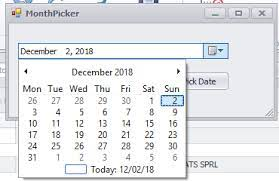 MonthPicker
December 2, 2018
December 2018
Mon Tue Wed Thu Fri Sat Sun
26 27 28 29 30 1 2
3 4 5 6 7 8 9
10 11 12 13 14 15 16
17 18 19 20 21 22 23
24 25 26 27 28 29 30
31 1 2 3 4 5 6
Today: 12/02/18
ck Date
ATS SPRL